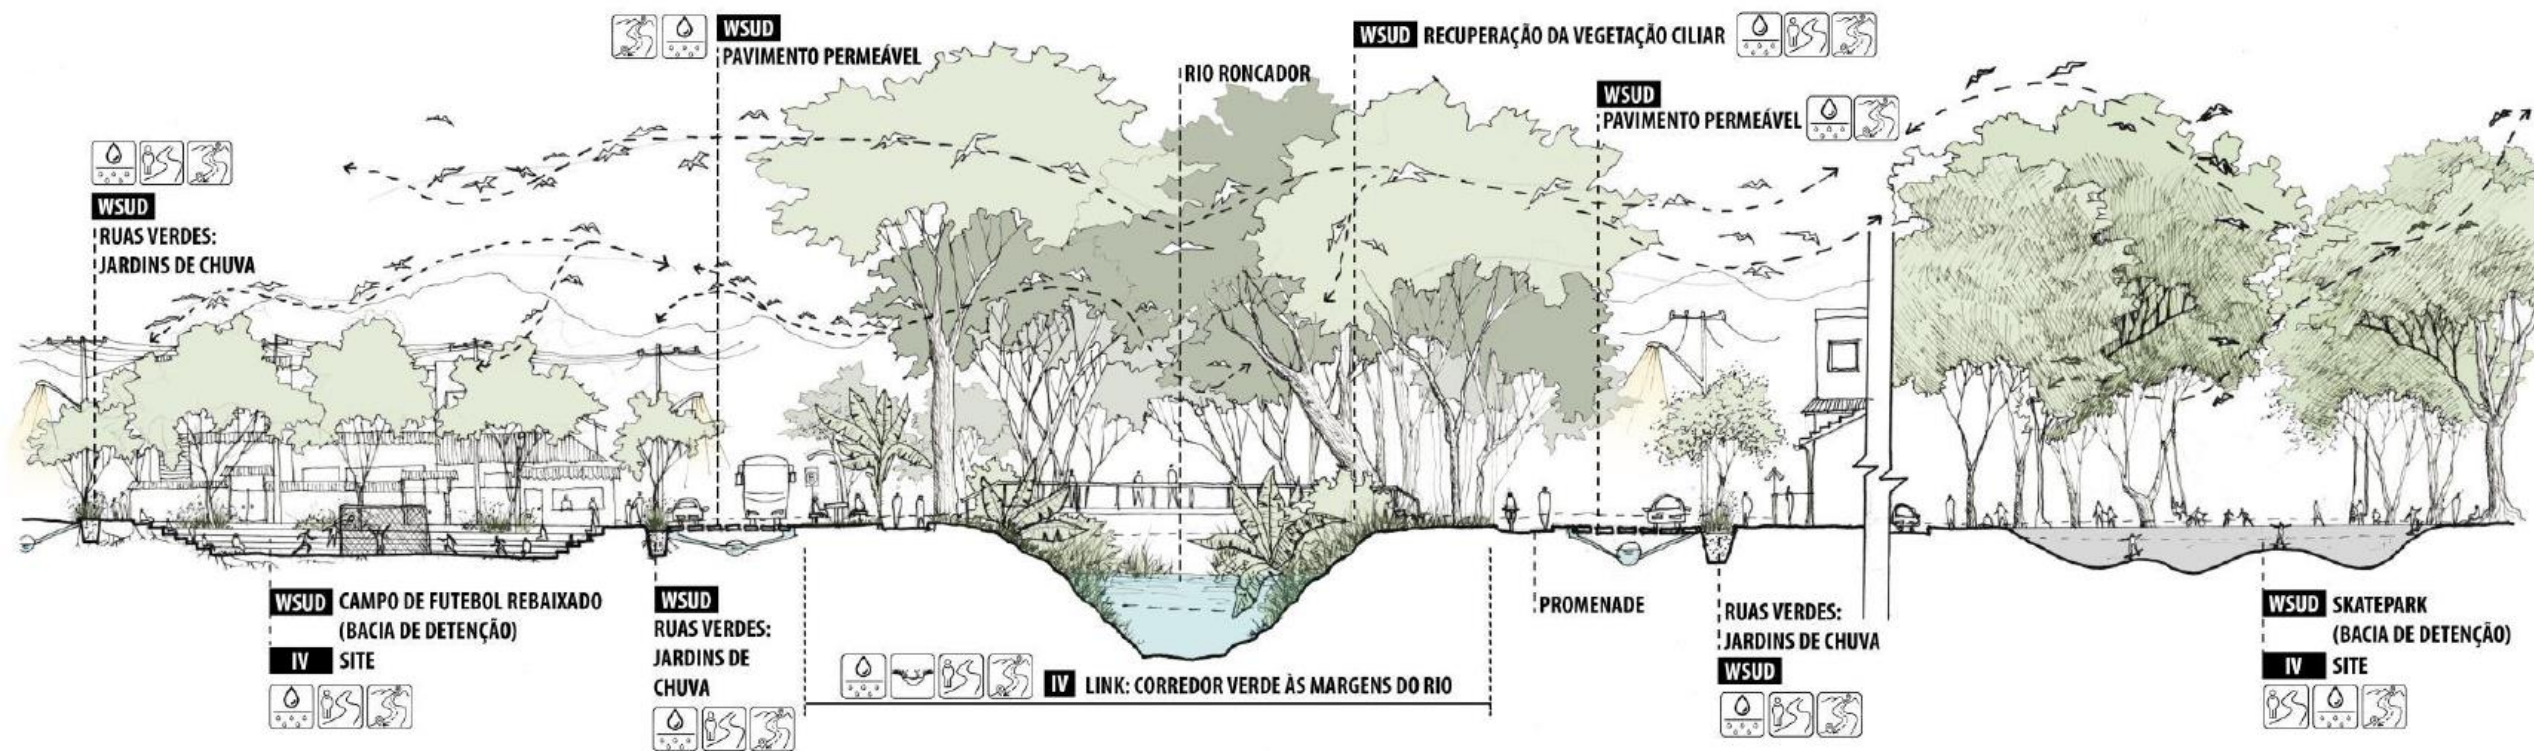 WSUD
PAVIMENTO PERMEÁVEL
WSUD RECUPERAÇÃO DA VEGETAÇÃO CILIAR
RIO RONCADOR
WSUD
PAVIMENTO PERMEÁVEL
WSUD
RUAS VERDES:
JARDINS DE CHUVA
WSUD CAMPO DE FUTEBOL REBAIXADO
(BACIA DE DETENÇÃO)
IV SITE
WSUD
RUAS VERDES:
JARDINS DE
CHUVA
IV LINK: CORREDOR VERDE ÀS MARGENS DO RIO
PROMENADE
RUAS VERDES:
JARDINS DE CHUVA
WSUD
WSUD SKATEPARK
(BACIA DE DETENÇÃO)
IV SITE